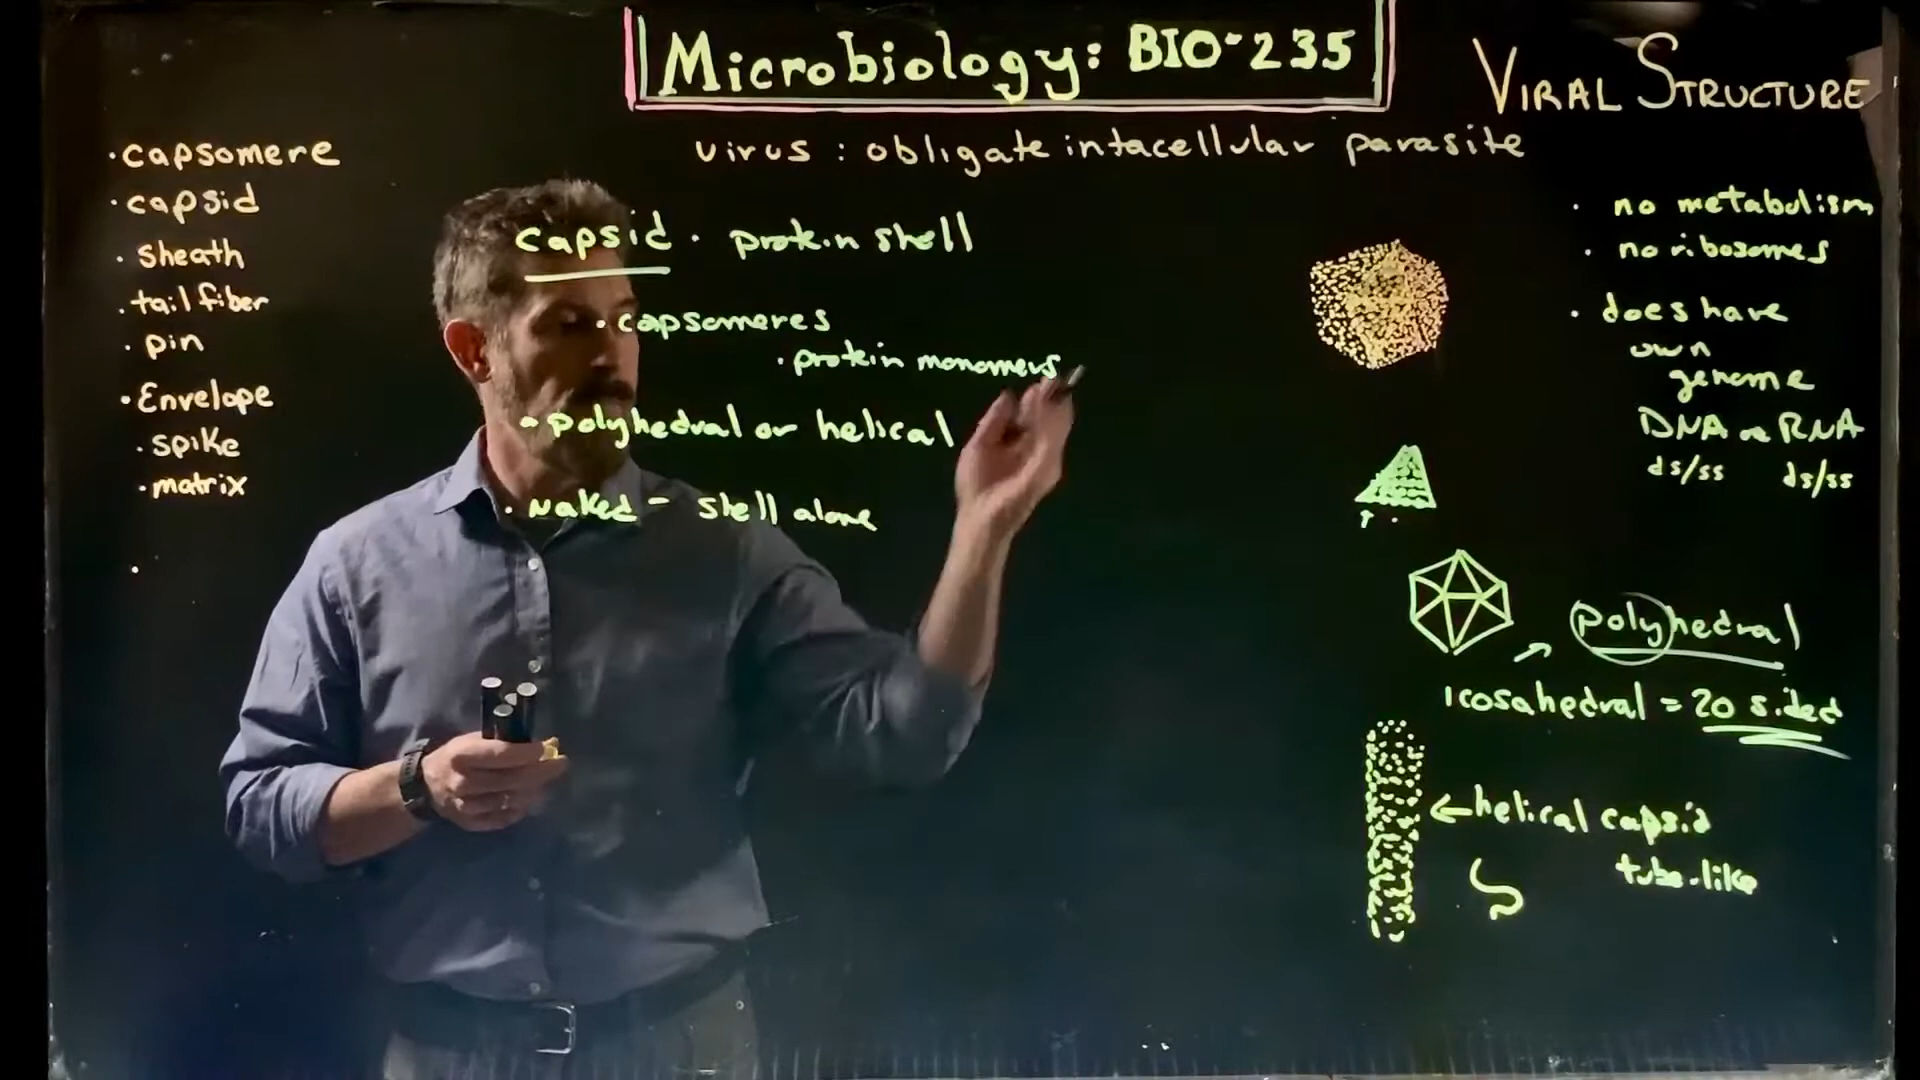 Microbiology: BIO-235
VIRAL STRUCTURE
virus : obligate intacellular parasite
· capsomere
· capsid
· Sheath
· tail fiber
· pin
· Envelope
· spike
· matrix
capsid · protein shell
· capsomeres
· protein monomers
· polyhedral or helical
· Naked - shell alone
· no metabolism
· no ribosomes
· does have
own
genome
DNA or RNA
ds/ss ds/ss
polyhedral
icosahedral = 20 sided
helical capsid
tube-like